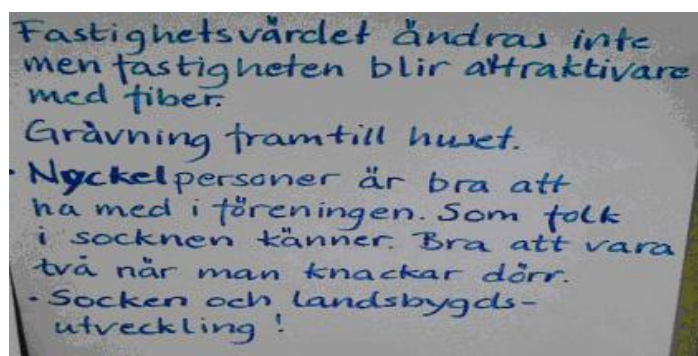 Fastighetsvärdet ändras inte
men fastigheten blir attraktivare
med fiber.
Grävning framtill huset.
· Nyckelpersoner är bra att
ha med i föreningen. Som folk
i socknen känner. Bra att vara
två när man knackar dörr.
· Socken och landsbygds-
utveckling !